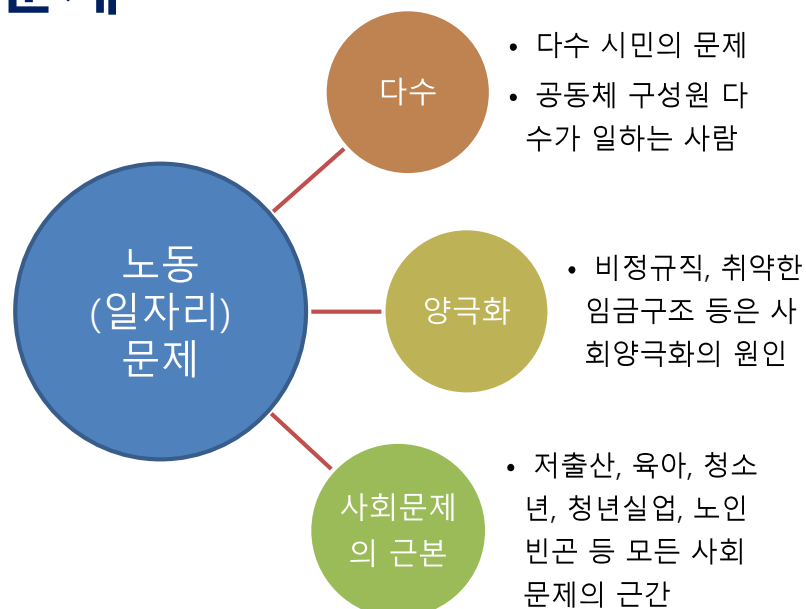 다수
• 다수 시민의 문제
• 공동체 구성원 다
수가 일하는 사람
노동
(일자리)
문제
양극화
• 비정규직, 취약한
임금구조 등은 사
회양극화의 원인
사회문제
의 근본
• 저출산, 육아, 청소
년, 청년실업, 노인
빈곤 등 모든 사회
문제의 근간